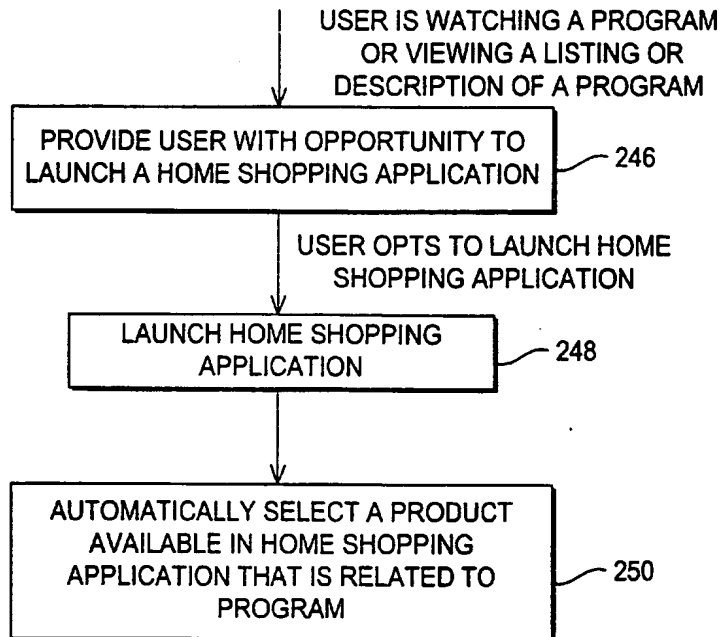 USER IS WATCHING A PROGRAM
OR VIEWING A LISTING OR
DESCRIPTION OF A PROGRAM
PROVIDE USER WITH OPPORTUNITY TO
LAUNCH A HOME SHOPPING APPLICATION
246
USER OPTS TO LAUNCH HOME
SHOPPING APPLICATION
LAUNCH HOME SHOPPING
APPLICATION
248
AUTOMATICALLY SELECT A PRODUCT
AVAILABLE IN HOME SHOPPING
APPLICATION THAT IS RELATED TO
PROGRAM
250